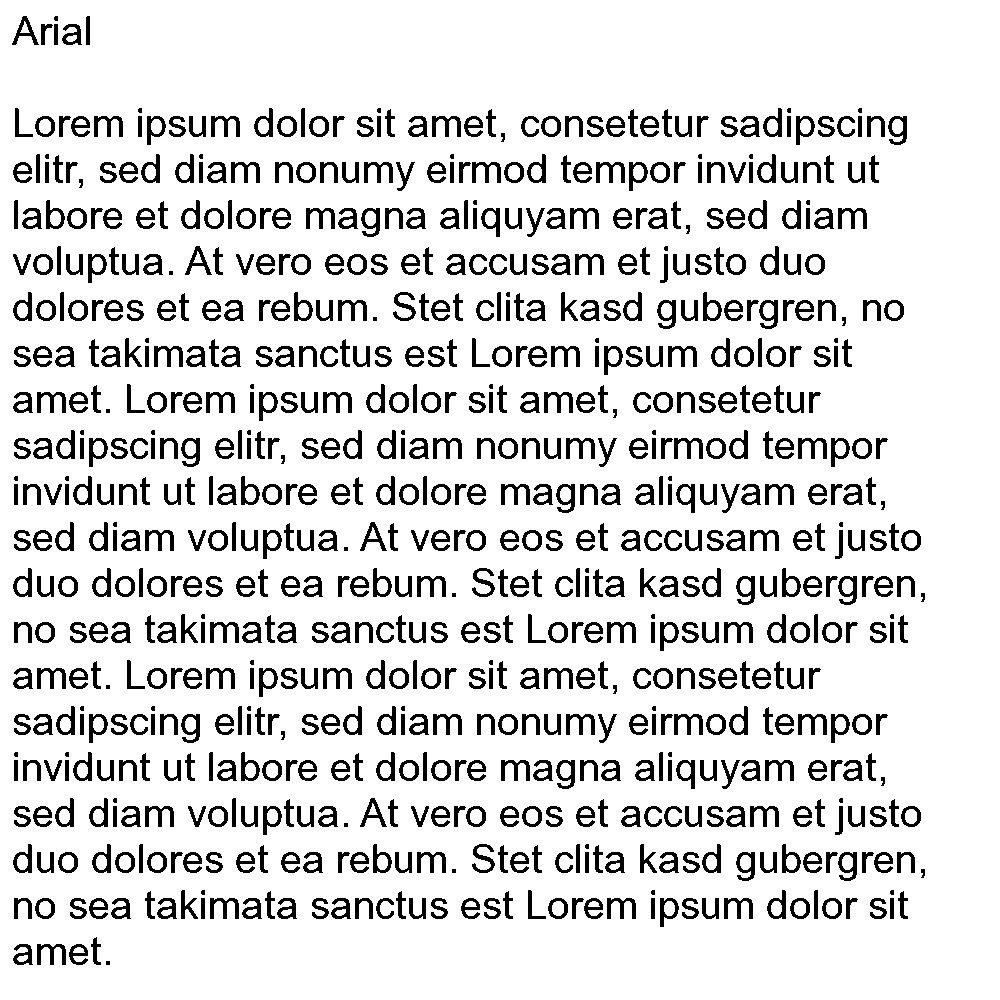 Arial
Lorem ipsum dolor sit amet, consetetur sadipscing
elitr, sed diam nonumy eirmod tempor invidunt ut
labore et dolore magna aliquyam erat, sed diam
voluptua. At vero eos et accusam et justo duo
dolores et ea rebum. Stet clita kasd gubergren, no
sea takimata sanctus est Lorem ipsum dolor sit
amet. Lorem ipsum dolor sit amet, consetetur
sadipscing elitr, sed diam nonumy eirmod tempor
invidunt ut labore et dolore magna aliquyam erat,
sed diam voluptua. At vero eos et accusam et justo
duo dolores et ea rebum. Stet clita kasd gubergren,
no sea takimata sanctus est Lorem ipsum dolor sit
amet. Lorem ipsum dolor sit amet, consetetur
sadipscing elitr, sed diam nonumy eirmod tempor
invidunt ut labore et dolore magna aliquyam erat,
sed diam voluptua. At vero eos et accusam et justo
duo dolores et ea rebum. Stet clita kasd gubergren,
no sea takimata sanctus est Lorem ipsum dolor sit
amet.